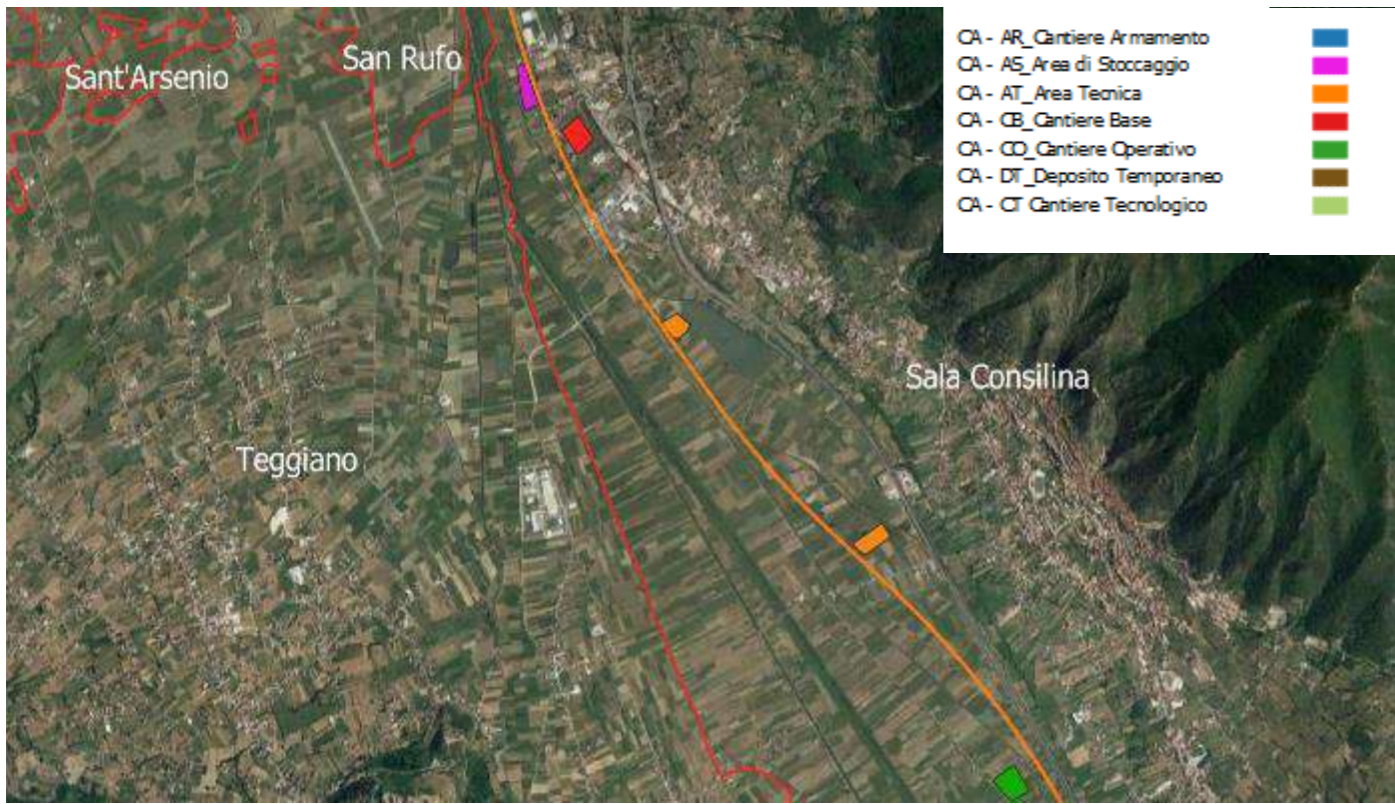 Sant'Arsenio
San Rufo
CA - AR_Cantiere Armamento
CA - AS_Area di Stoccaggio
CA - AT_Area Tecnica
CA - CB_Cantiere Base
CA - CO_Cantiere Operativo
CA - DT_Deposito Temporaneo
CA - CT Cantiere Tecnologico
Sala Consilina
Teggiano